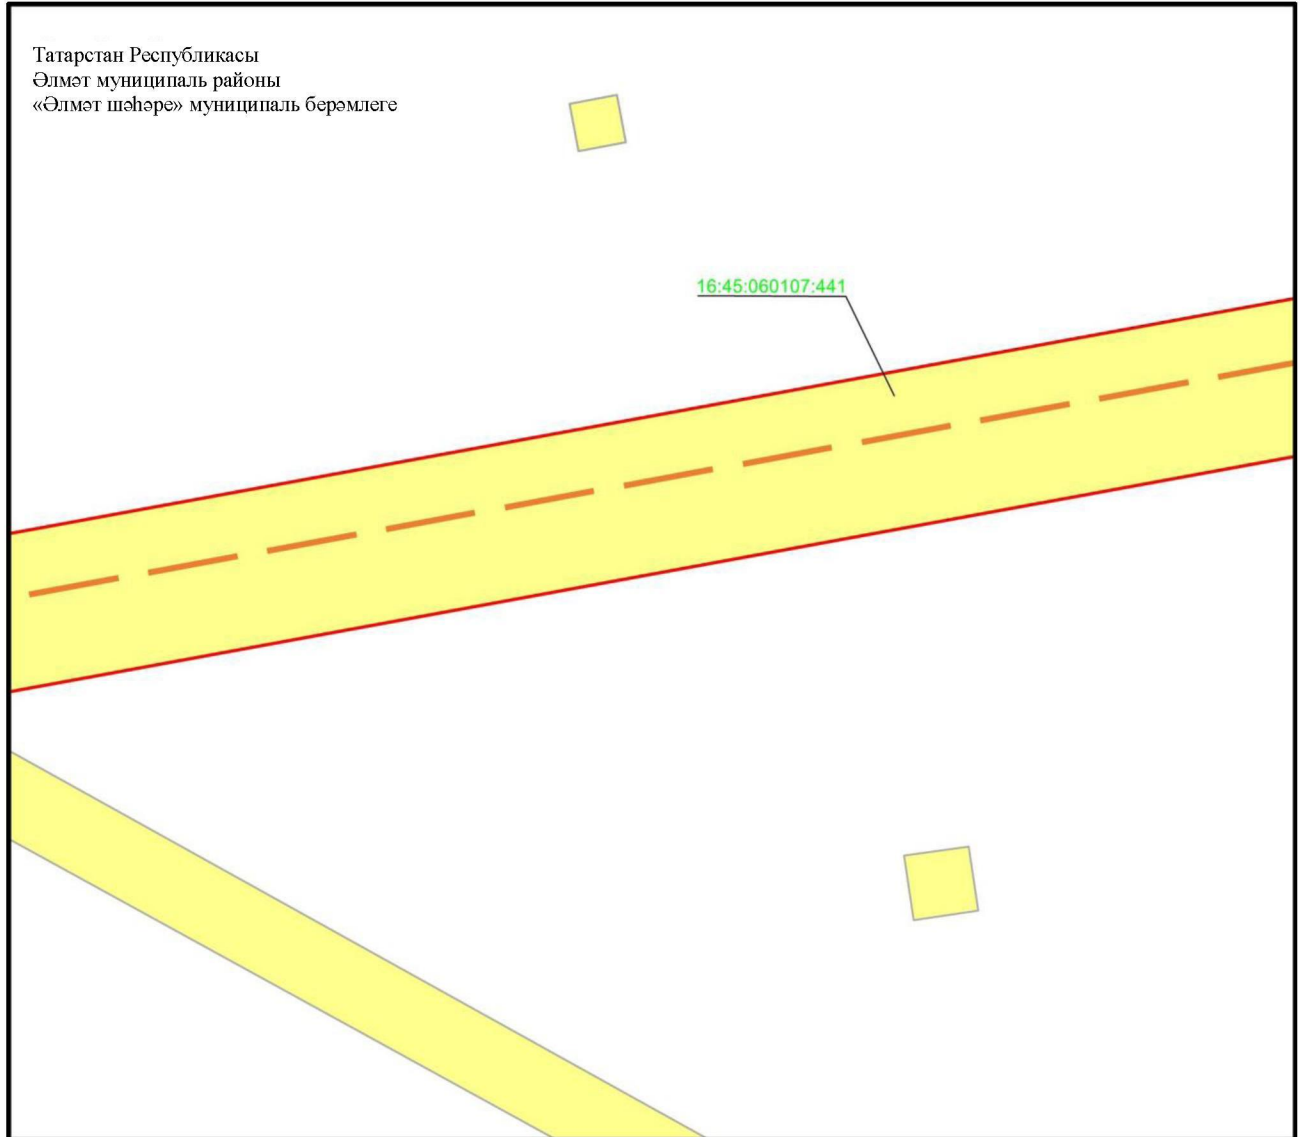 Татарстан Республикасы
Әлмәт муниципаль районы
«Әлмәт шәһәре» муниципаль берәмлеге
16:45:060107:441